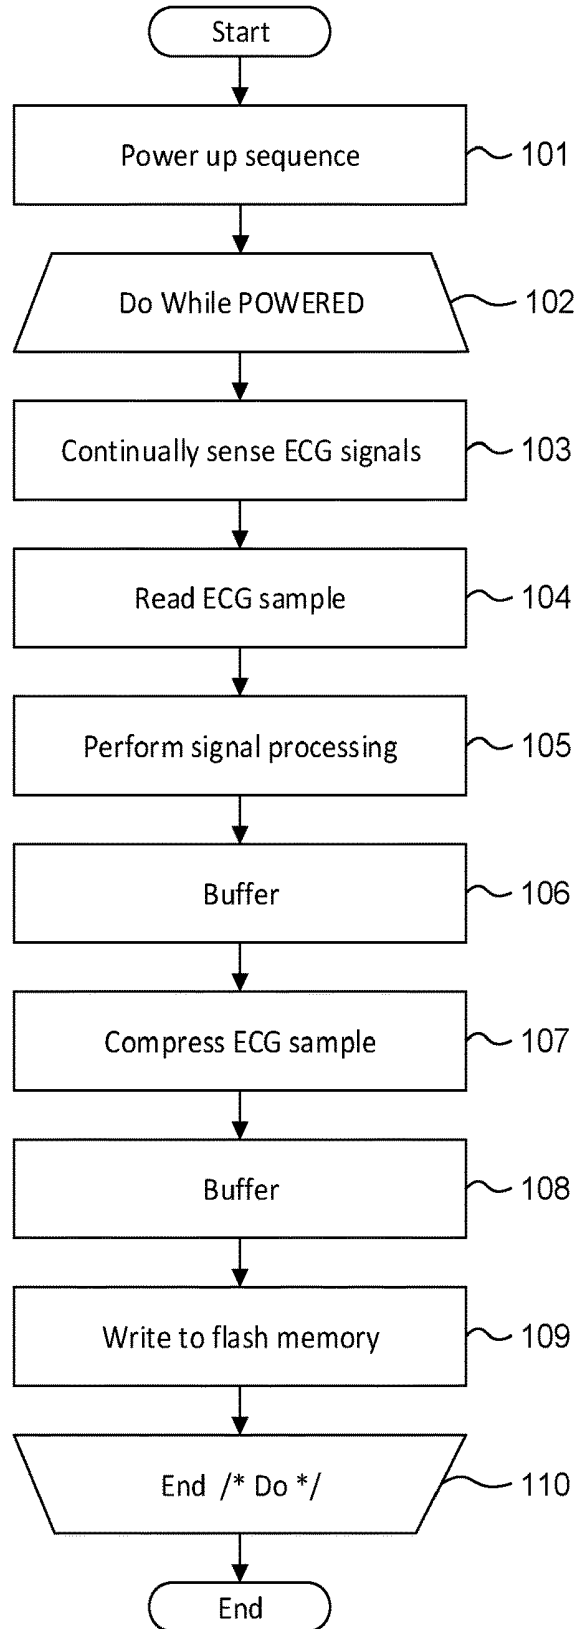 Start
Power up sequence
101
Do While POWERED
102
Continually sense ECG signals
103
Read ECG sample
104
Perform signal processing
105
Buffer
106
Compress ECG sample
107
Buffer
108
Write to flash memory
109
End /* Do */
110
End